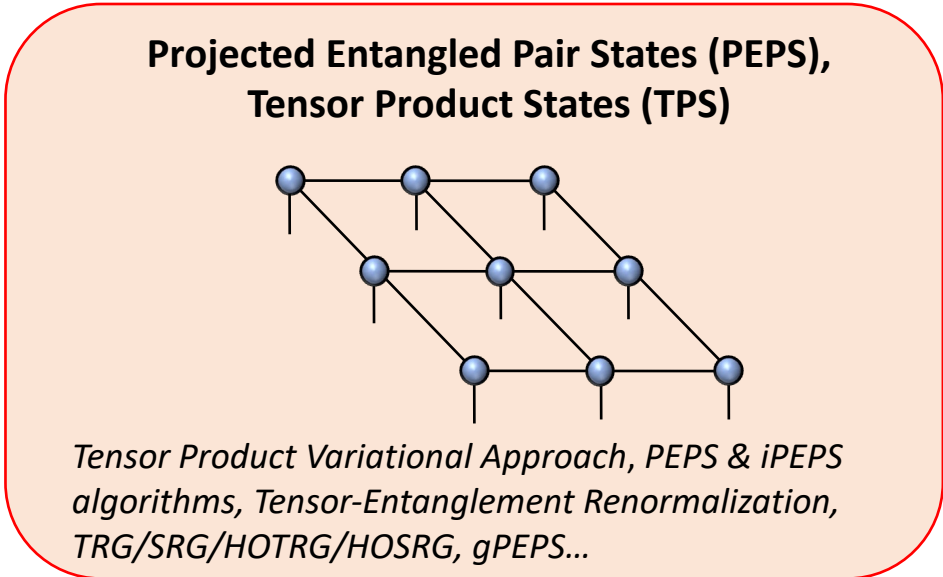 Projected Entangled Pair States (PEPS),
Tensor Product States (TPS)
Tensor Product Variational Approach, PEPS & iPEPS
algorithms, Tensor-Entanglement Renormalization,
TRG/SRG/HOTRG/HOSRG, gPEPS...